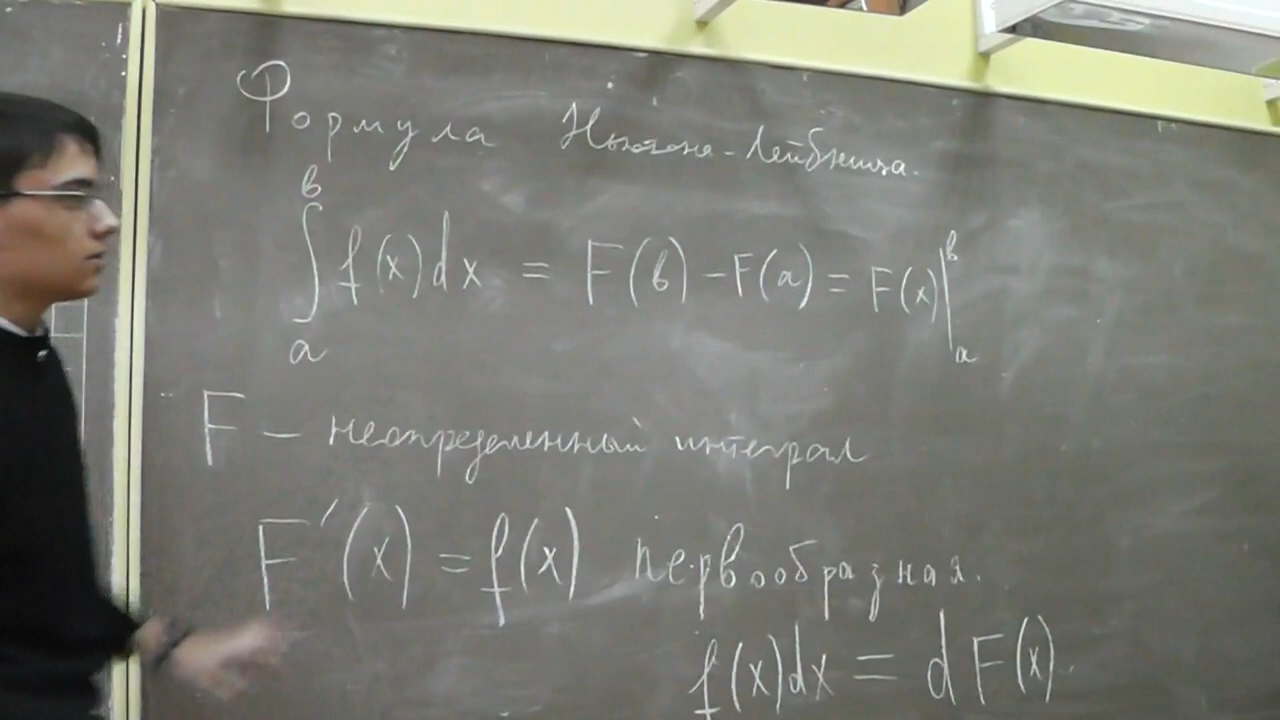 Формула Ньютона-Лейбница.
∫ₐᵇ f(x)dx = F(b) - F(a) = F(x)|ₐᵇ
F — неопределенный интеграл
F'(x) = f(x) первообразная.
f(x)dx = dF(x).